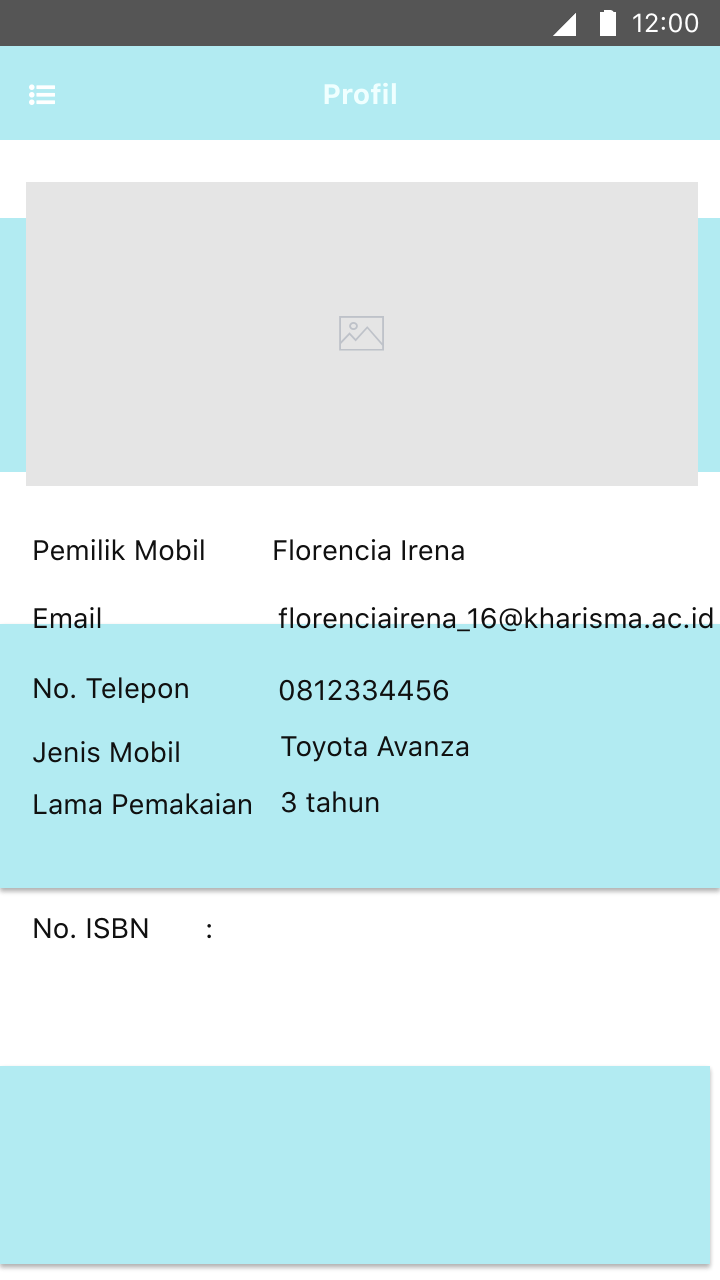 12:00
Profil
Pemilik Mobil Florencia Irena
Email florenciairena_16@kharisma.ac.id
No. Telepon 0812334456
Jenis Mobil Toyota Avanza
Lama Pemakaian 3 tahun
No. ISBN :